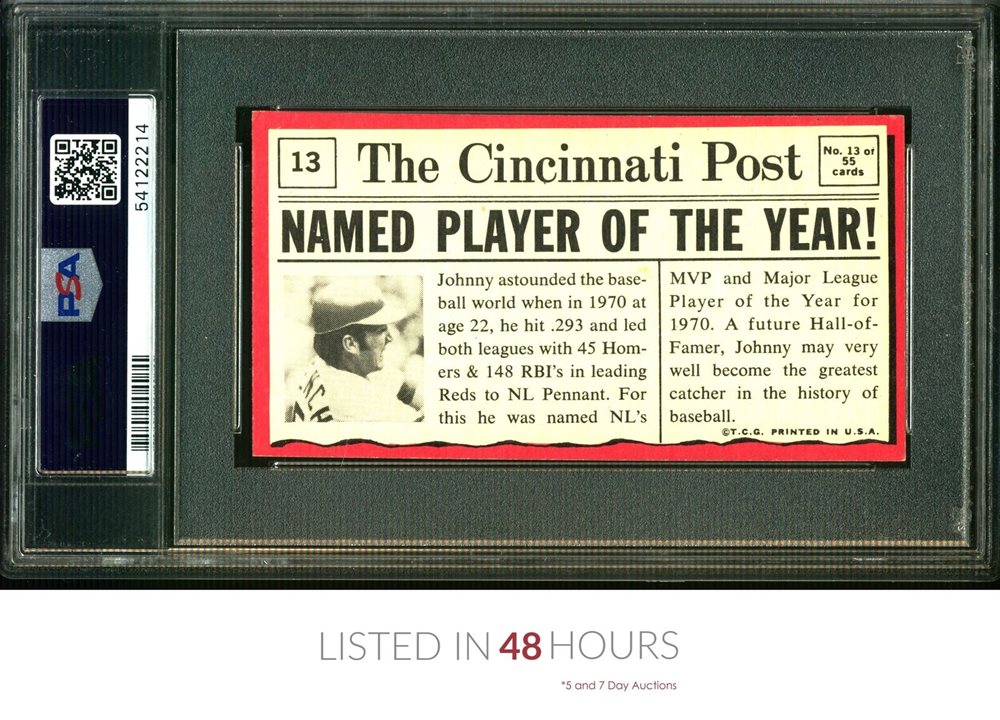 54122214
PSA
13
The Cincinnati Post
No. 13 of
55
cards
NAMED PLAYER OF THE YEAR!
Johnny astounded the base-
ball world when in 1970 at
age 22, he hit .293 and led
both leagues with 45 Hom-
ers & 148 RBI's in leading
Reds to NL Pennant. For
this he was named NL's
MVP and Major League
Player of the Year for
1970. A future Hall-of-
Famer, Johnny may very
well become the greatest
catcher in the history of
baseball.
©T.C.G. PRINTED IN U.S.A.
LISTED IN 48 HOURS
*5 and 7 Day Auctions